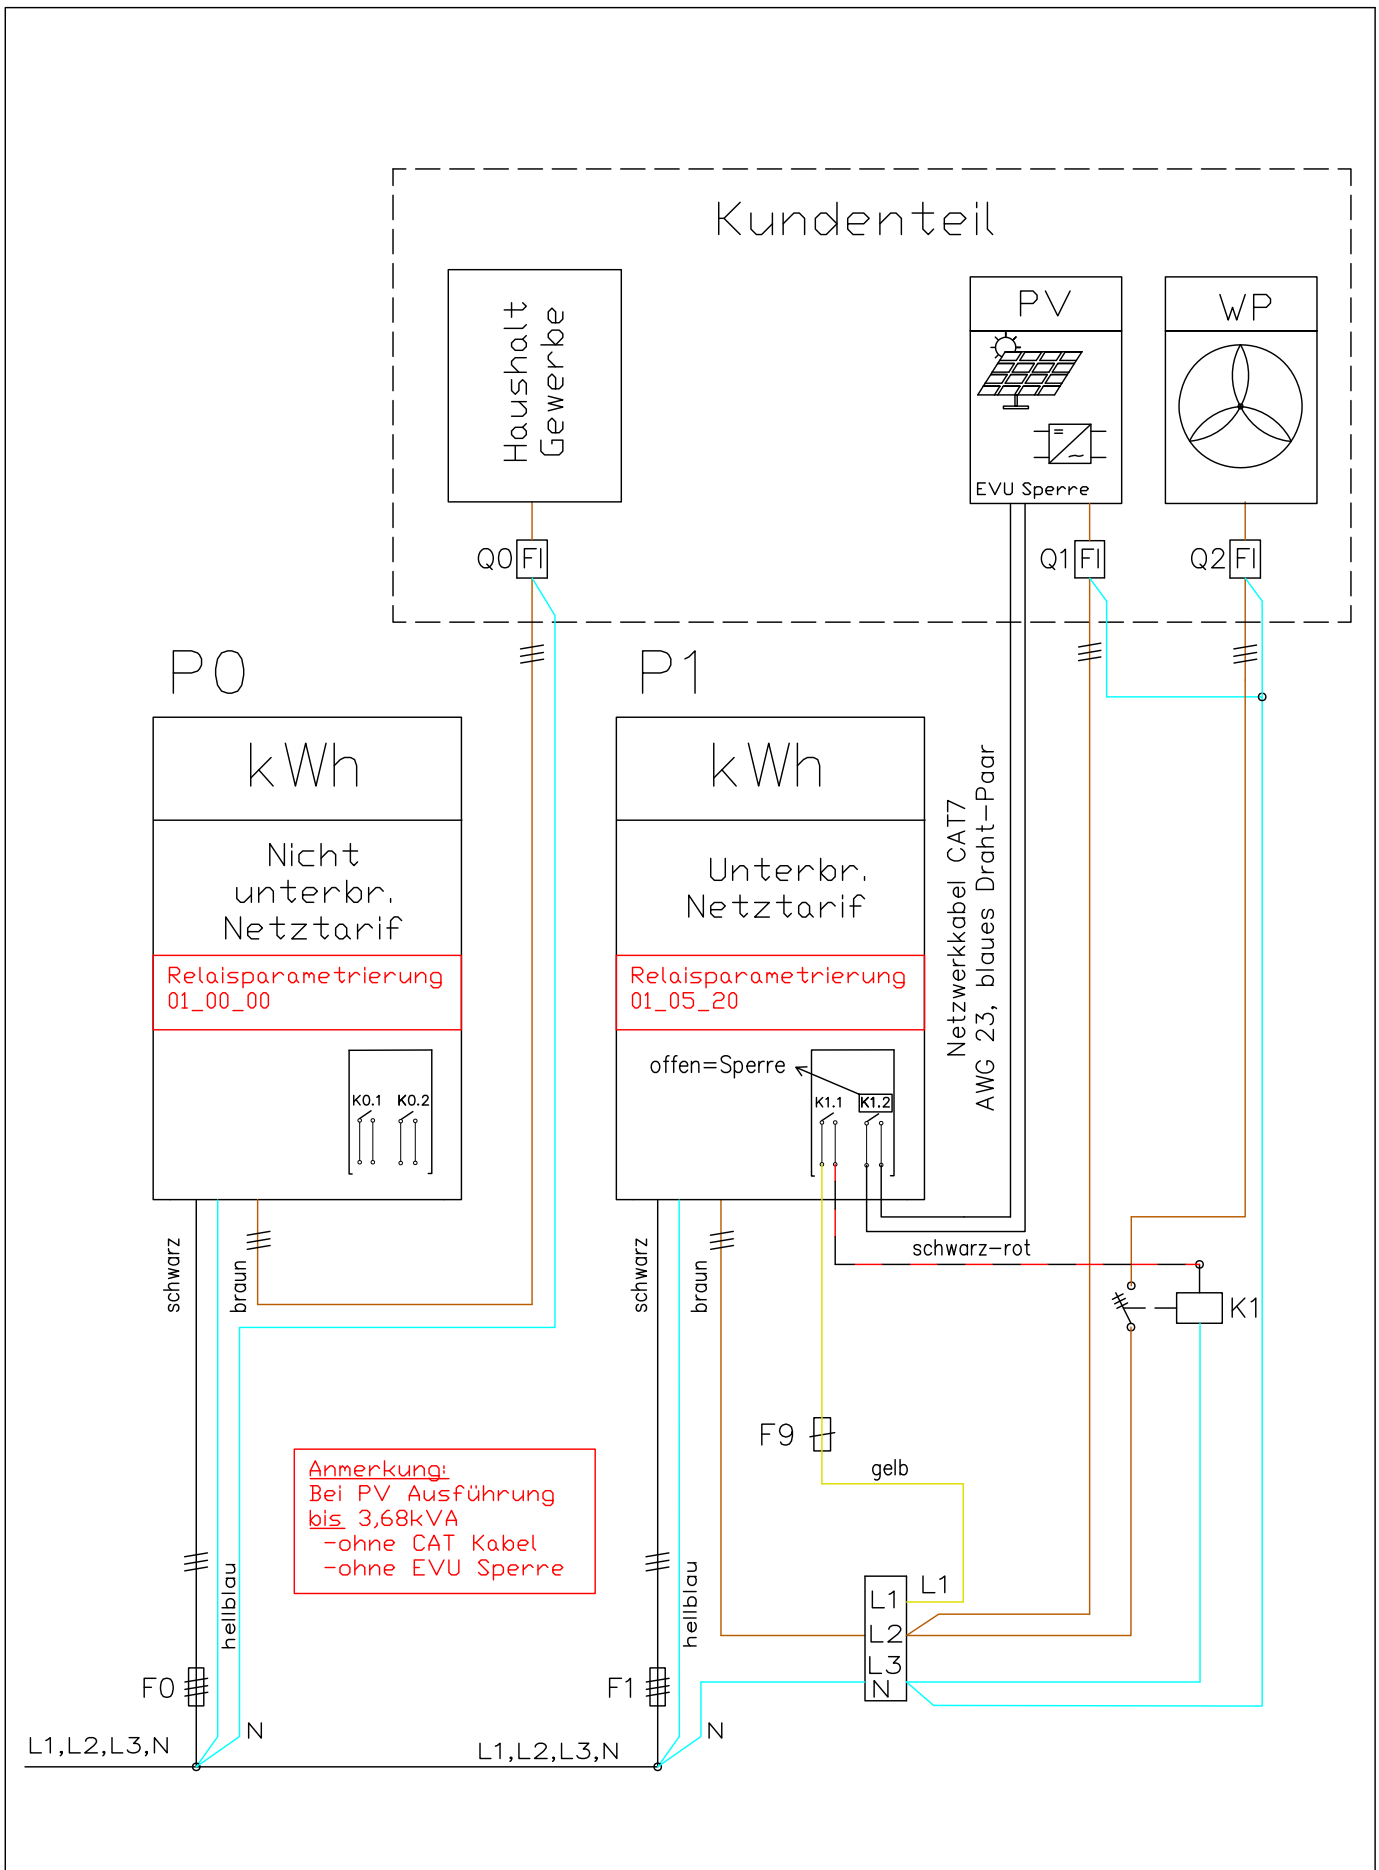 Kundenteil
Haushalt
Gewerbe
PV
EVU Sperre
WP
Q0
FI
Q1
FI
Q2
FI
P0
kWh
Nicht
unterbr.
Netztarif
Relaisparametrierung
01_00_00
K0.1
K0.2
P1
kWh
Unterbr.
Netztarif
Relaisparametrierung
01_05_20
offen=Sperre
K1.1
K1.2
Netzwerkkabel CAT7
AWG 23, blaues Draht-Paar
schwarz
braun
schwarz
braun
schwarz-rot
K1
F9
gelb
Anmerkung:
Bei PV Ausführung
bis 3,68kVA
-ohne CAT Kabel
-ohne EVU Sperre
hellblau
hellblau
L1
L1
L2
L3
N
F0
F1
N
N
L1,L2,L3,N
L1,L2,L3,N